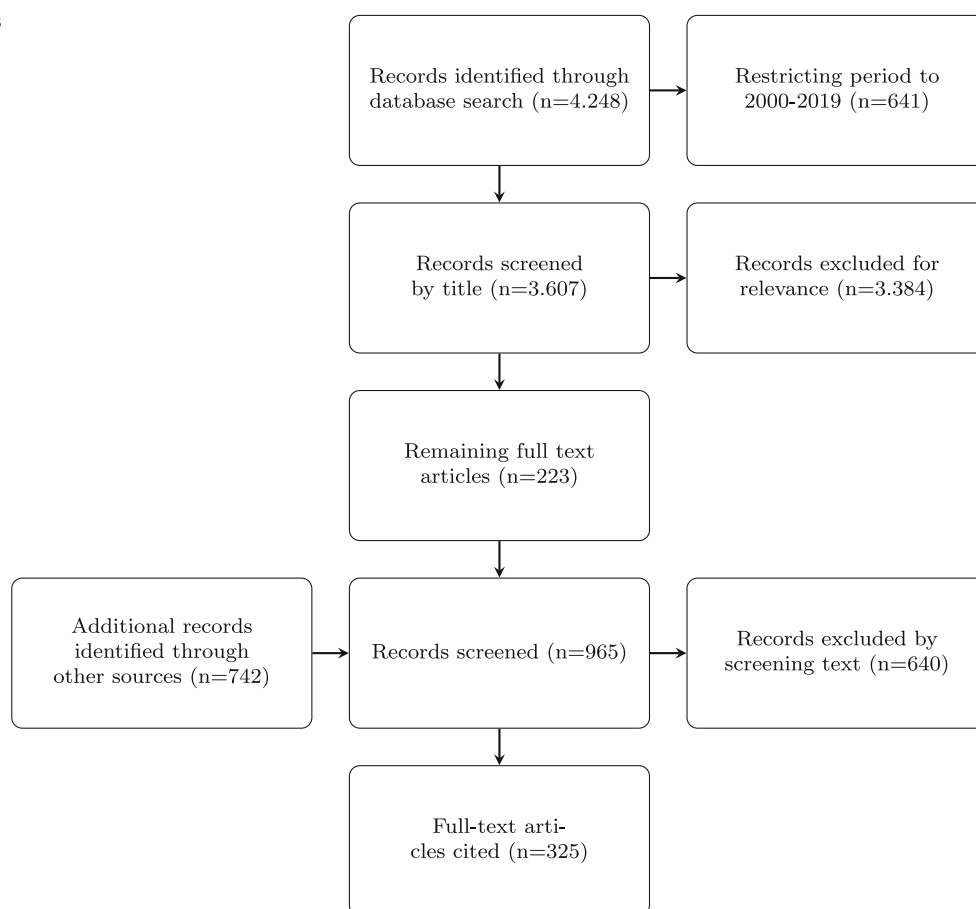 Records identified through
database search (n=4.248)
Restricting period to
2000-2019 (n=641)
Records screened
by title (n=3.607)
Records excluded for
relevance (n=3.384)
Remaining full text
articles (n=223)
Additional records
identified through
other sources (n=742)
Records screened (n=965)
Records excluded by
screening text (n=640)
Full-text arti-
cles cited (n=325)